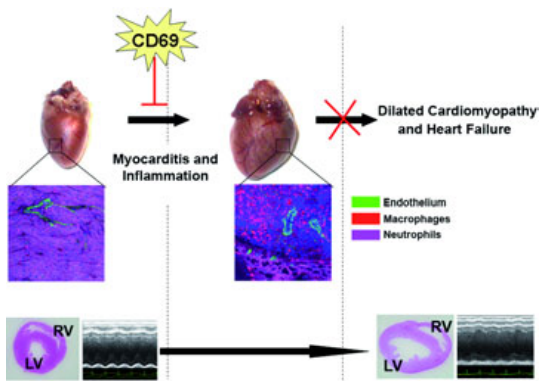 CD69
Dilated Cardiomyopathy
and Heart Failure
Myocarditis and
Inflammation
Endothelium
Macrophages
Neutrophils
RV
LV
RV
LV